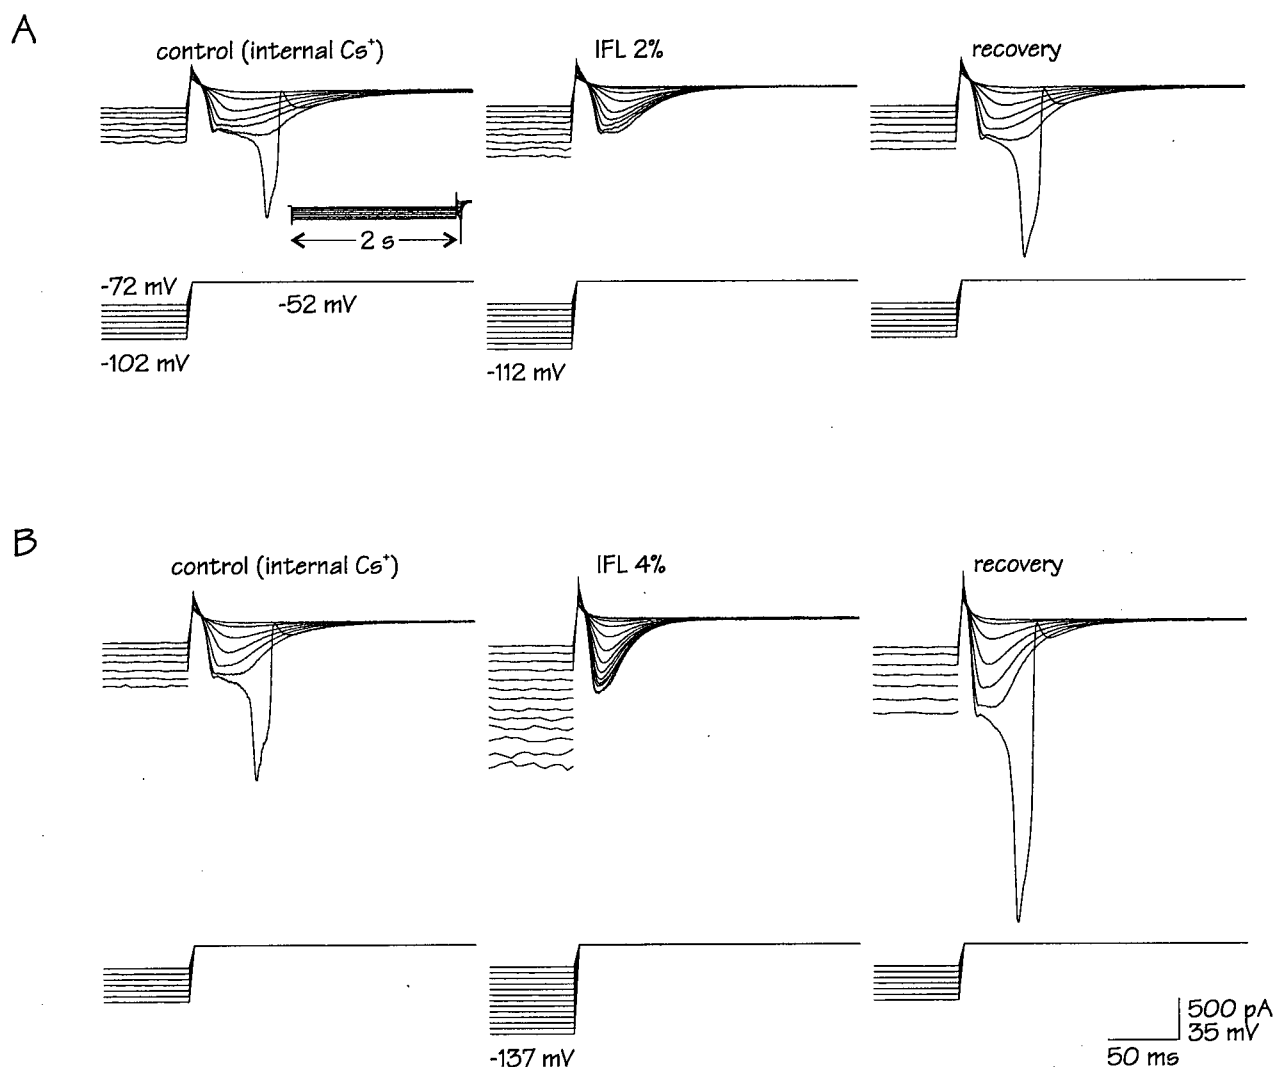 A
control (internal Cs⁺)
IFL 2%
recovery
2 s
-72 mV
-52 mV
-102 mV
-112 mV
B
control (internal Cs⁺)
IFL 4%
recovery
500 pA
35 mV
-137 mV
50 ms